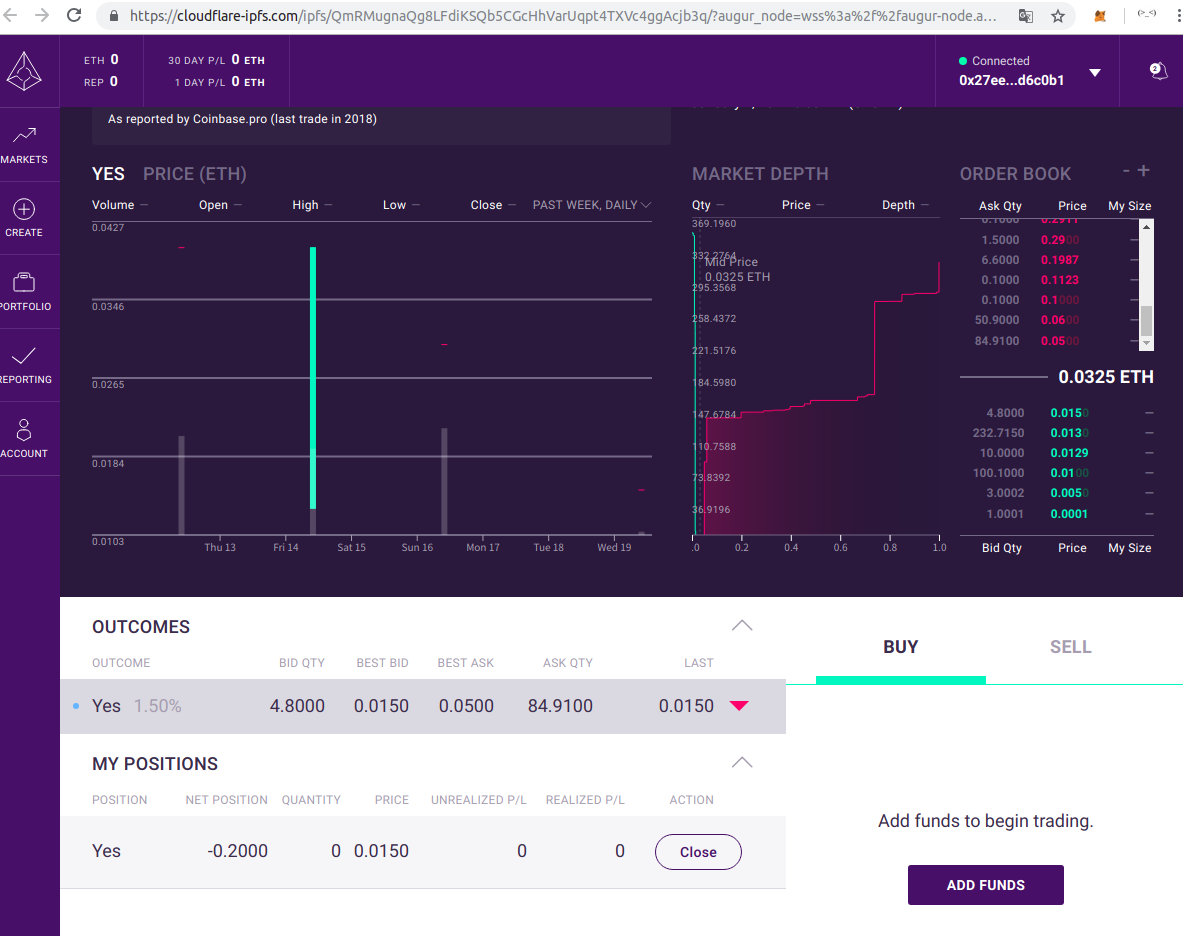 https://cloudflare-ipfs.com/ipfs/QmRMugnaQg8LFdiKSQb5CGcHhVarUqpt4TXVc4ggAcjb3q/?augur_node=wss%3a%2f%2faugur-node.a...
ETH 0
REP 0
30 DAY P/L 0 ETH
1 DAY P/L 0 ETH
Connected
0x27ee...d6c0b1
2
MARKETS
CREATE
PORTFOLIO
REPORTING
ACCOUNT
As reported by Coinbase.pro (last trade in 2018)
YES PRICE (ETH)
Volume — Open — High — Low — Close — PAST WEEK, DAILY
0.0427
0.0346
0.0265
0.0184
0.0103
Thu 13 Fri 14 Sat 15 Sun 16 Mon 17 Tue 18 Wed 19
MARKET DEPTH
Qty — Price — Depth —
369.1960
332.2764
Mid Price
0.0325 ETH
295.3568
258.4372
221.5176
184.5980
147.6784
110.7588
73.8392
36.9196
.0 0.2 0.4 0.6 0.8 1.0
ORDER BOOK - +
Ask Qty Price My Size
0.1000 0.2911
1.5000 0.2900 —
6.6000 0.1987 —
0.1000 0.1123 —
0.1000 0.1000 —
50.9000 0.0600 —
84.9100 0.0500 —
0.0325 ETH
4.8000 0.0150 —
232.7150 0.0130 —
10.0000 0.0129 —
100.1000 0.0100 —
3.0002 0.0050 —
1.0001 0.0001 —
Bid Qty Price My Size
OUTCOMES
OUTCOME BID QTY BEST BID BEST ASK ASK QTY LAST
Yes 1.50% 4.8000 0.0150 0.0500 84.9100 0.0150
MY POSITIONS
POSITION NET POSITION QUANTITY PRICE UNREALIZED P/L REALIZED P/L ACTION
Yes -0.2000 0 0.0150 0 0 Close
BUY SELL
Add funds to begin trading.
ADD FUNDS